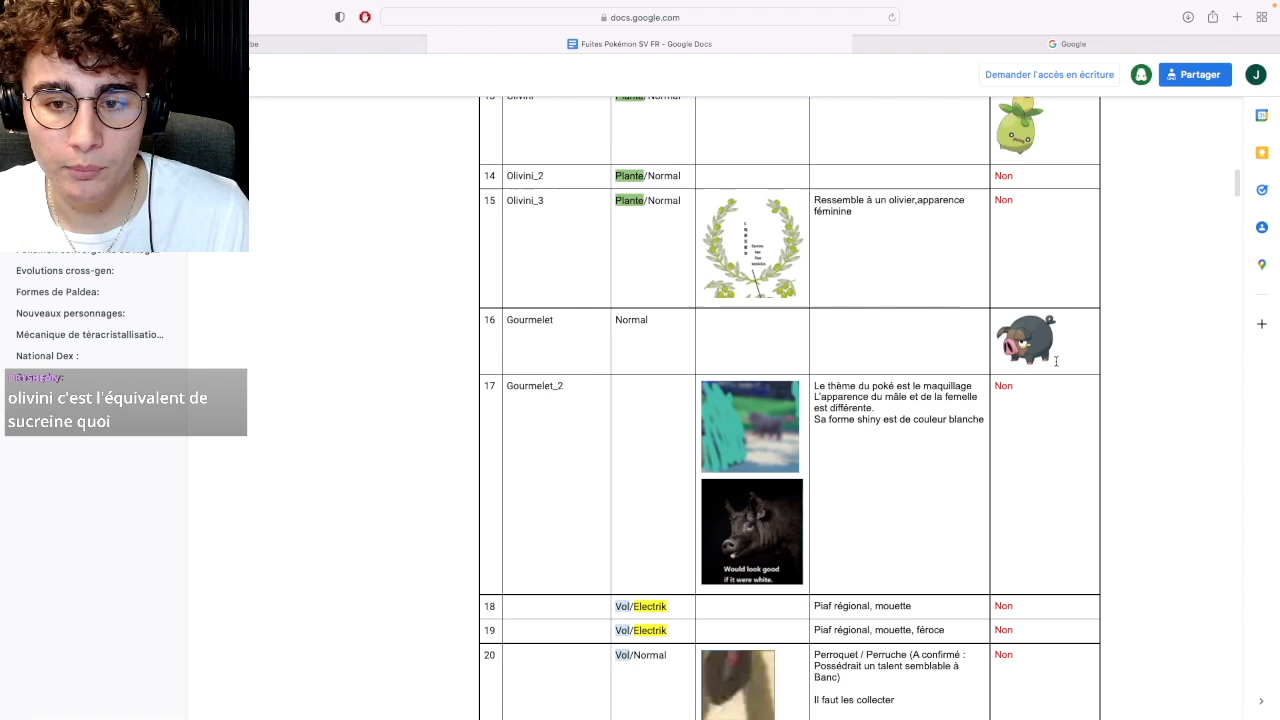 docs.google.com
be
Fuites Pokémon SV FR - Google Docs
Google
Demander l'accès en écriture
Partager
J
Plante/Normal
14 Olivini_2 Plante/Normal Non
15 Olivini_3 Plante/Normal Ressemble à un olivier,apparence Non
féminine
Evolutions cross-gen:
Formes de Paldea:
Nouveaux personnages:
Mécanique de téracristallisatio...
National Dex :
olivini c'est l'équivalent de
sucreine quoi
16 Gourmelet Normal
17 Gourmelet_2 Le thème du poké est le maquillage Non
L'apparence du mâle et de la femelle
est différente.
Sa forme shiny est de couleur blanche
Would look good
if it were white.
18 Vol/Electrik Piaf régional, mouette Non
19 Vol/Electrik Piaf régional, mouette, féroce Non
20 Vol/Normal Perroquet / Perruche (A confirmé : Non
Possédrait un talent semblable à
Banc)
Il faut les collecter